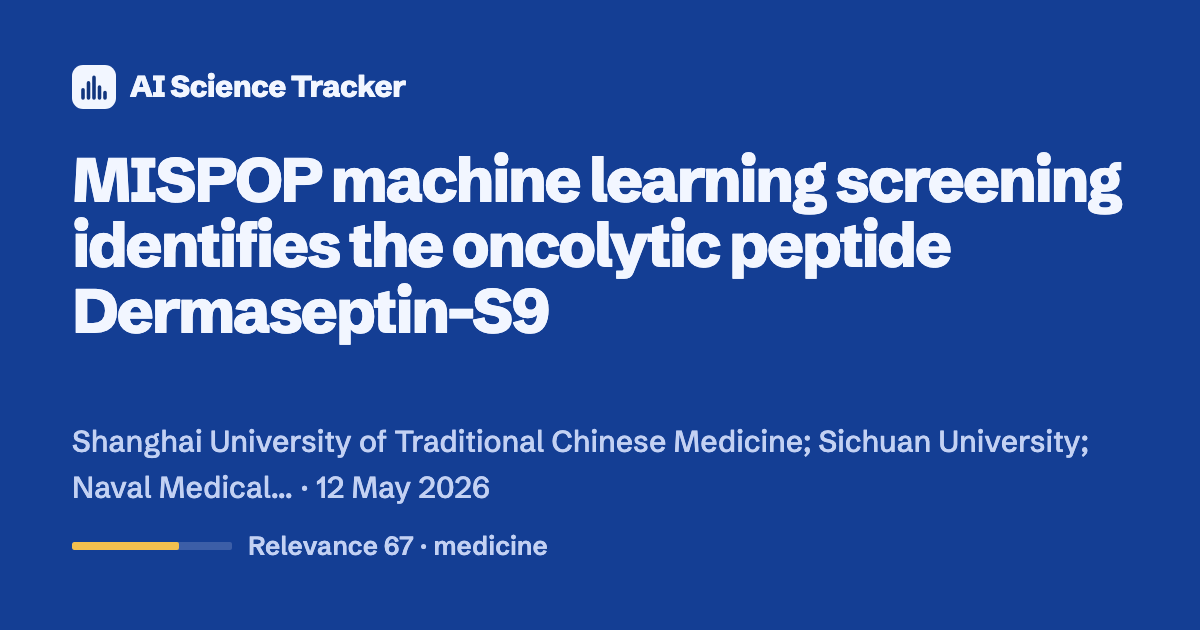 AI Science Tracker
MISPOP machine learning screening
identifies the oncolytic peptide
Dermaseptin-S9
Shanghai University of Traditional Chinese Medicine; Sichuan University;
Naval Medical... · 12 May 2026
Relevance 67 · medicine